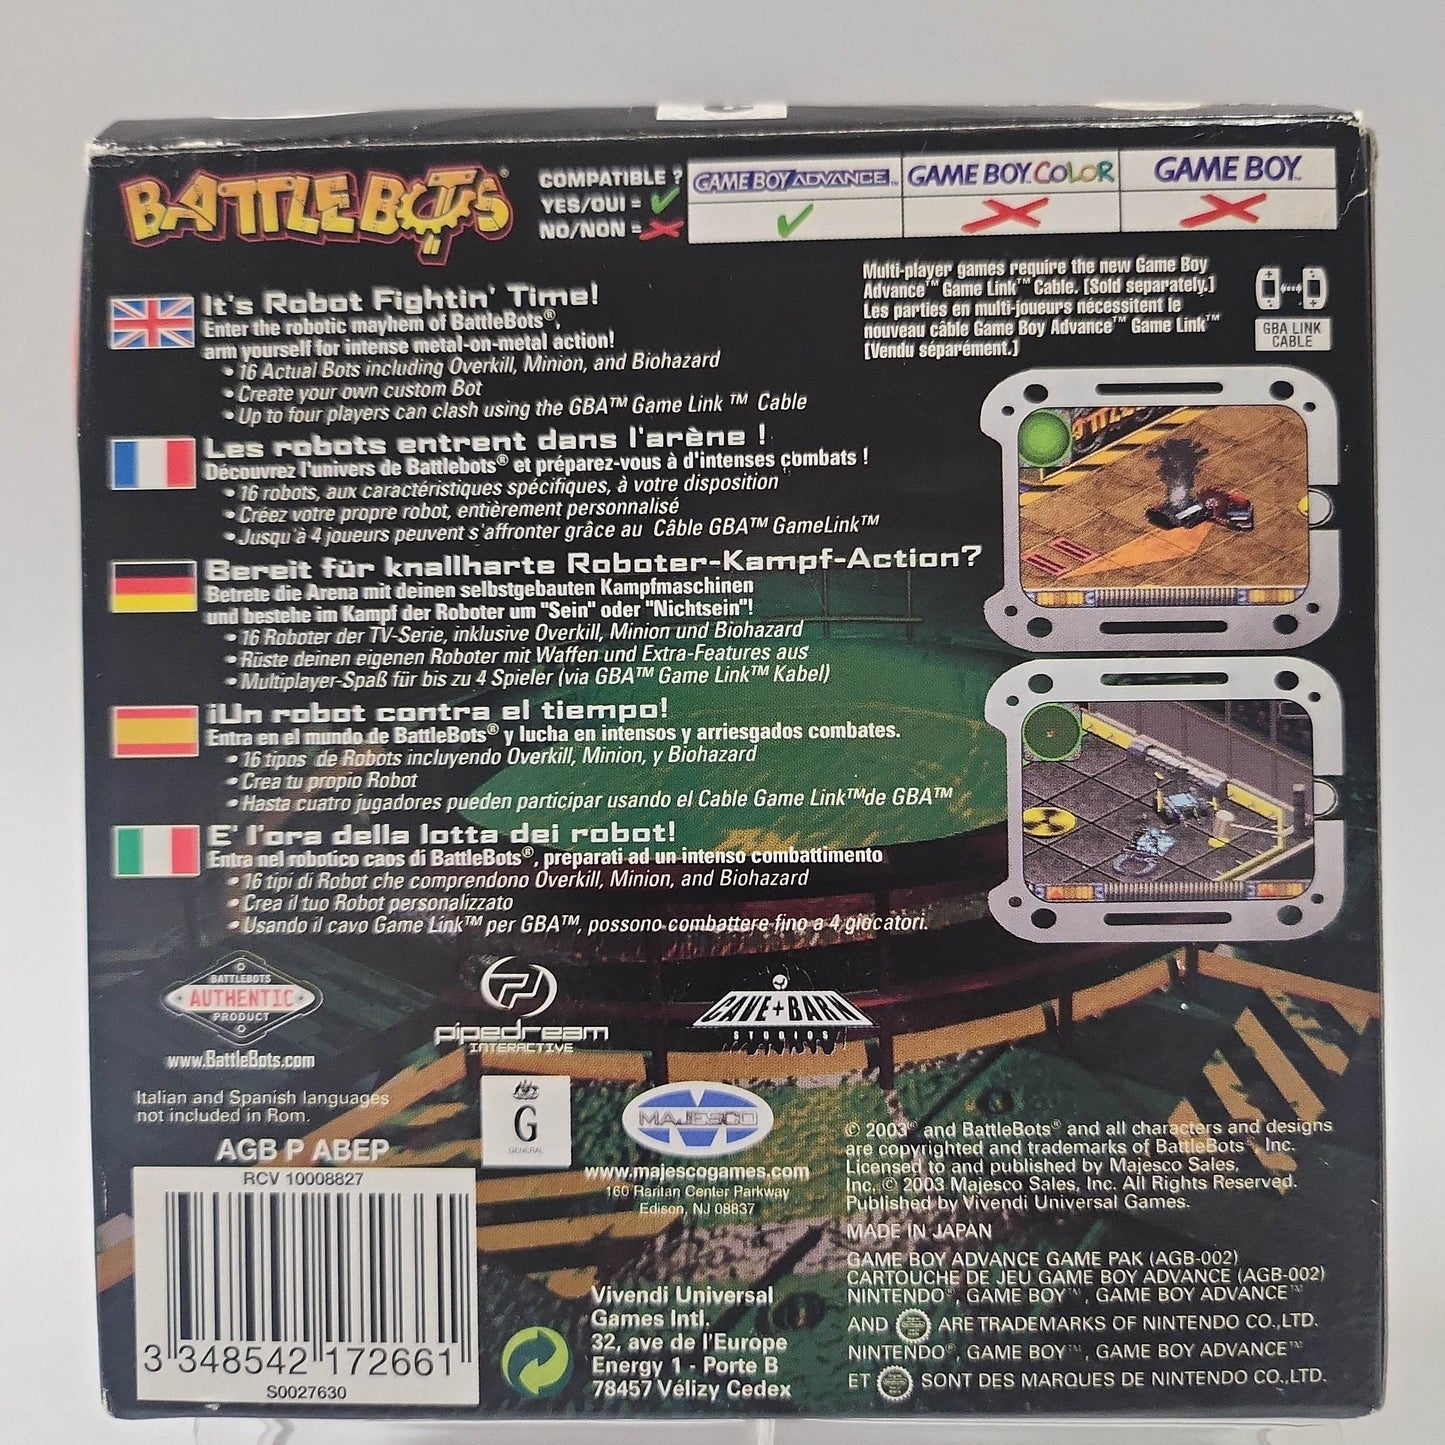 BATTLEBOTS®
COMPATIBLE ?
YES/OUI =
NO/NON =
GAME BOY ADVANCE™
GAME BOY COLOR
GAME BOY
Multi-player games require the new Game Boy
Advance™ Game Link™ Cable. [Sold separately.]
Les parties en multi-joueurs nécessitent le
nouveau câble Game Boy Advance™ Game Link™
[Vendu séparément.]
GBA LINK
CABLE
It's Robot Fightin' Time!
Enter the robotic mayhem of BattleBots®,
arm yourself for intense metal-on-metal action!
• 16 Actual Bots including Overkill, Minion, and Biohazard
• Create your own custom Bot
• Up to four players can clash using the GBA™ Game Link ™ Cable
Les robots entrent dans l'arène !
Découvrez l'univers de Battlebots® et préparez-vous à d'intenses combats !
• 16 robots, aux caractéristiques spécifiques, à votre disposition
• Créez votre propre robot, entièrement personnalisé
• Jusqu'à 4 joueurs peuvent s'affronter grâce au Câble GBA™ GameLink™
Bereit für knallharte Roboter-Kampf-Action?
Betrete die Arena mit deinen selbstgebauten Kampfmaschinen
und bestehe im Kampf der Roboter um "Sein" oder "Nichtsein"!
• 16 Roboter der TV-Serie, inklusive Overkill, Minion und Biohazard
• Rüste deinen eigenen Roboter mit Waffen und Extra-Features aus
• Multiplayer-Spaß für bis zu 4 Spieler (via GBA™ Game Link™ Kabel)
¡Un robot contra el tiempo!
Entra en el mundo de BattleBots® y lucha en intensos y arriesgados combates.
• 16 tipos de Robots incluyendo Overkill, Minion, y Biohazard
• Crea tu propio Robot
• Hasta cuatro jugadores pueden participar usando el Cable Game Link™de GBA™
E' l'ora della lotta dei robot!
Entra nel robotico caos di BattleBots®, preparati ad un intenso combattimento
• 16 tipi di Robot che comprendono Overkill, Minion, and Biohazard
• Crea il tuo Robot personalizzato
• Usando il cavo Game Link™ per GBA™, possono combattere fino a 4 giocatori.
BATTLEBOTS
AUTHENTIC
PRODUCT
www.BattleBots.com
pipedream
INTERACTIVE
CAVE+BARN
STUDIOS
Italian and Spanish languages
not included in Rom.
AGB P ABEP
RCV 10008827
3 348542 172661
S0027630
G
GENERAL
MAJESCO
www.majescogames.com
160 Raritan Center Parkway
Edison, NJ 08837
Vivendi Universal
Games Intl.
32, ave de l'Europe
Energy 1 - Porte B
78457 Vélizy Cedex
© 2003® and BattleBots® and all characters and designs
are copyrighted and trademarks of BattleBots®, Inc.
Licensed to and published by Majesco Sales,
Inc. © 2003 Majesco Sales, Inc. All Rights Reserved.
Published by Vivendi Universal Games.
MADE IN JAPAN
GAME BOY ADVANCE GAME PAK (AGB-002)
CARTOUCHE DE JEU GAME BOY ADVANCE (AGB-002)
NINTENDO®, GAME BOY™, GAME BOY ADVANCE™
AND ARE TRADEMARKS OF NINTENDO CO.,LTD.
NINTENDO®, GAME BOY™, GAME BOY ADVANCE™
ET SONT DES MARQUES DE NINTENDO CO.,LTD.